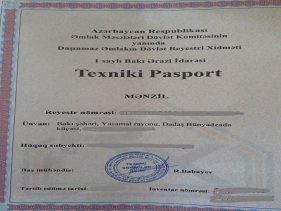 Azərbaycan Respublikası
Əmlak Məsələləri Dövlət Komitəsinin
yanında
Daşınmaz Əmlakın Dövlət Reyestri Xidməti
1 saylı Bakı Ərazi İdarəsi
Texniki Pasport
MƏNZİL
Reyestr nömrəsi:
Ünvan: Bakı şəhəri, Yasamal rayonu, Dadaş Bünyadzadə
küçəsi,
Hüquq subyekti:
Baş mühəndis: R.Babayev
Tərtib edilmə tarixi: İnventar nömrəsi: